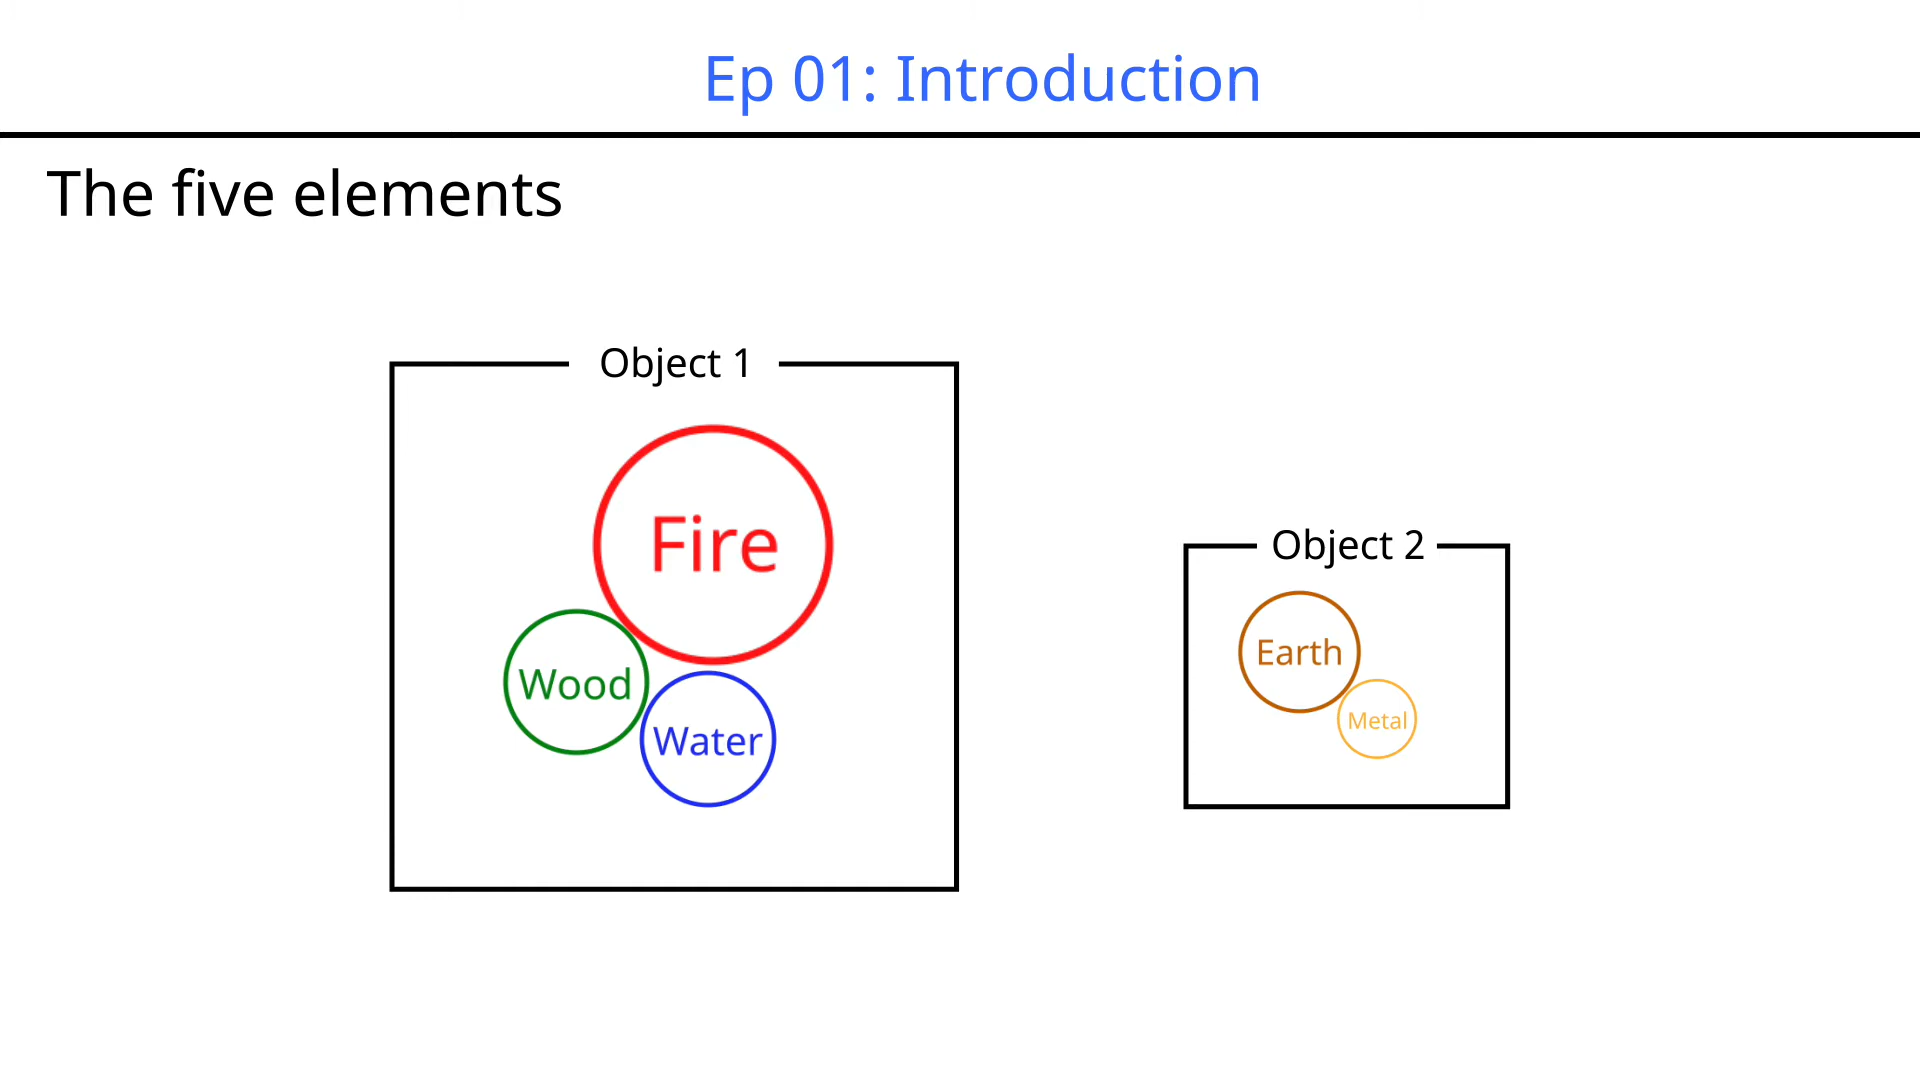 Ep 01: Introduction
The five elements
Object 1
Fire
Wood
Water
Object 2
Earth
Metal